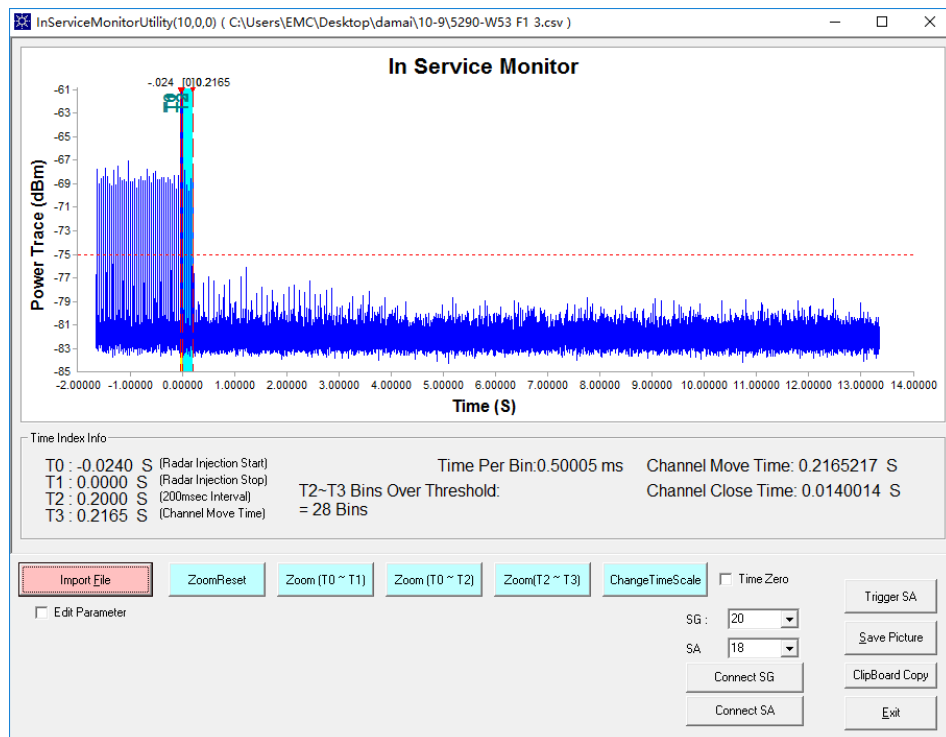 InServiceMonitorUtility(10,0,0) ( C:\Users\EMC\Desktop\damai\10-9\5290-W53 F1 3.csv )
In Service Monitor
-.024 [0] 0.2165
-61
-63
-65
-67
-69
-71
-73
-75
-77
-79
-81
-83
-85
Power Trace (dBm)
-2.00000 -1.00000 0.00000 1.00000 2.00000 3.00000 4.00000 5.00000 6.00000 7.00000 8.00000 9.00000 10.00000 11.00000 12.00000 13.00000 14.00000
Time (S)
Time Index Info
T0 : -0.0240 S (Radar Injection Start)
T1 : 0.0000 S (Radar Injection Stop)
T2 : 0.2000 S (200msec Interval)
T3 : 0.2165 S (Channel Move Time)
Time Per Bin:0.50005 ms
T2~T3 Bins Over Threshold:
= 28 Bins
Channel Move Time: 0.2165217 S
Channel Close Time: 0.0140014 S
Import File ZoomReset Zoom (T0 ~ T1) Zoom (T0 ~ T2) Zoom(T2 ~ T3) ChangeTimeScale Time Zero
Edit Parameter
SG : 20
SA 18
Connect SG
Connect SA
Trigger SA
Save Picture
ClipBoard Copy
Exit